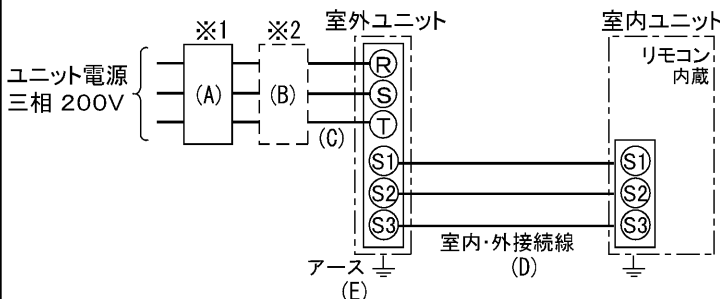 ※1
※2
室外ユニット
室内ユニット
ユニット電源
三相 200V
(A)
(B)
(C)
R
S
T
リモコン
内蔵
S1
S2
S3
S1
S2
S3
室内・外接続線
(D)
アース
(E)